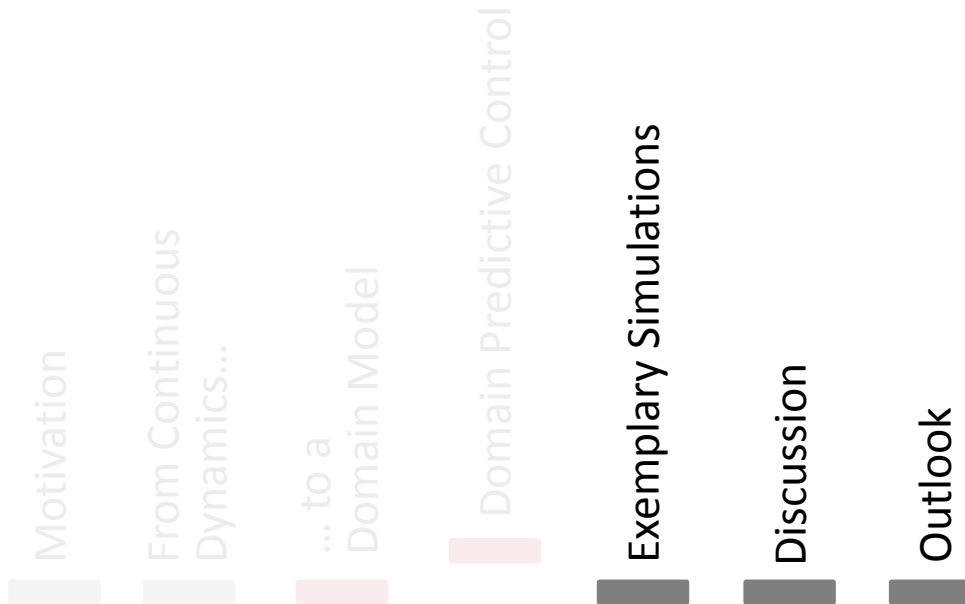 Motivation
From Continuous
Dynamics...
... to a
Domain Model
Domain Predictive Control
Exemplary Simulations
Discussion
Outlook